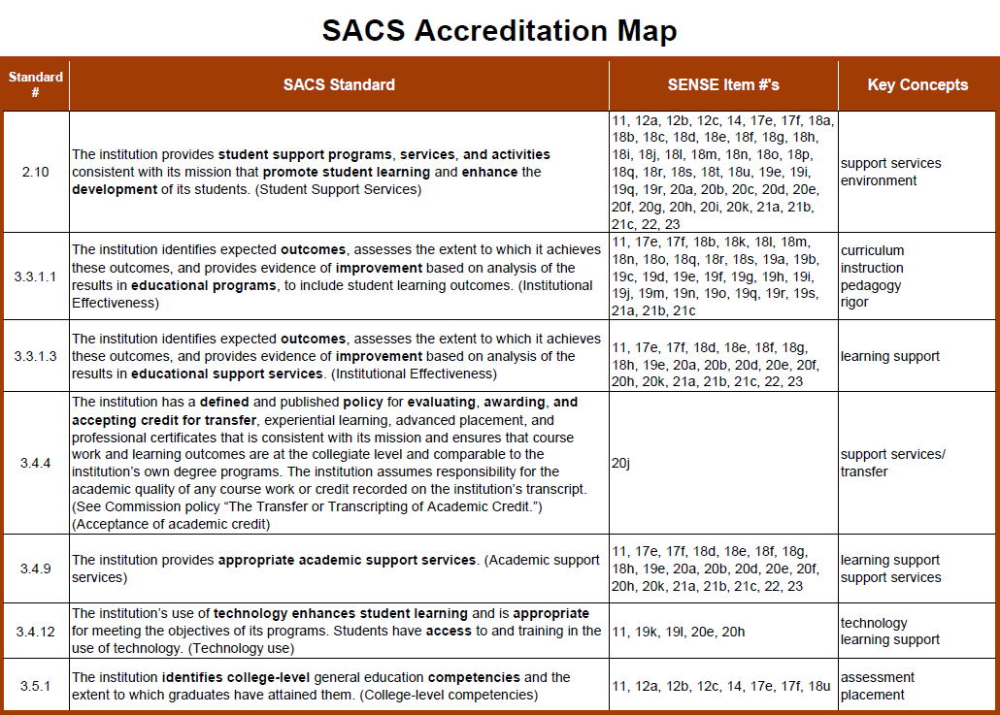 SACS Accreditation Map
Standard
#
SACS Standard
SENSE Item #'s
Key Concepts
2.10
The institution provides student support programs, services, and activities
consistent with its mission that promote student learning and enhance the
development of its students. (Student Support Services)
11, 12a, 12b, 12c, 14, 17e, 17f, 18a,
18b, 18c, 18d, 18e, 18f, 18g, 18h,
18i, 18j, 18l, 18m, 18n, 18o, 18p,
18q, 18r, 18s, 18t, 18u, 19e, 19i,
19q, 19r, 20a, 20b, 20c, 20d, 20e,
20f, 20g, 20h, 20i, 20k, 21a, 21b,
21c, 22, 23
support services
environment
3.3.1.1
The institution identifies expected outcomes, assesses the extent to which it achieves
these outcomes, and provides evidence of improvement based on analysis of the
results in educational programs, to include student learning outcomes. (Institutional
Effectiveness)
11, 17e, 17f, 18b, 18k, 18l, 18m,
18n, 18o, 18q, 18r, 18s, 19a, 19b,
19c, 19d, 19e, 19f, 19g, 19h, 19i,
19j, 19m, 19n, 19o, 19q, 19r, 19s,
21a, 21b, 21c
curriculum
instruction
pedagogy
rigor
3.3.1.3
The institution identifies expected outcomes, assesses the extent to which it achieves
these outcomes, and provides evidence of improvement based on analysis of the
results in educational support services. (Institutional Effectiveness)
11, 17e, 17f, 18d, 18e, 18f, 18g,
18h, 19e, 20a, 20b, 20d, 20e, 20f,
20h, 20k, 21a, 21b, 21c, 22, 23
learning support
3.4.4
The institution has a defined and published policy for evaluating, awarding, and
accepting credit for transfer, experiential learning, advanced placement, and
professional certificates that is consistent with its mission and ensures that course
work and learning outcomes are at the collegiate level and comparable to the
institution’s own degree programs. The institution assumes responsibility for the
academic quality of any course work or credit recorded on the institution’s transcript.
(See Commission policy “The Transfer or Transcripting of Academic Credit.”)
(Acceptance of academic credit)
20j
support services/
transfer
3.4.9
The institution provides appropriate academic support services. (Academic support
services)
11, 17e, 17f, 18d, 18e, 18f, 18g,
18h, 19e, 20a, 20b, 20d, 20e, 20f,
20h, 20k, 21a, 21b, 21c, 22, 23
learning support
support services
3.4.12
The institution’s use of technology enhances student learning and is appropriate
for meeting the objectives of its programs. Students have access to and training in the
use of technology. (Technology use)
11, 19k, 19l, 20e, 20h
technology
learning support
3.5.1
The institution identifies college-level general education competencies and the
extent to which graduates have attained them. (College-level competencies)
11, 12a, 12b, 12c, 14, 17e, 17f, 18u
assessment
placement